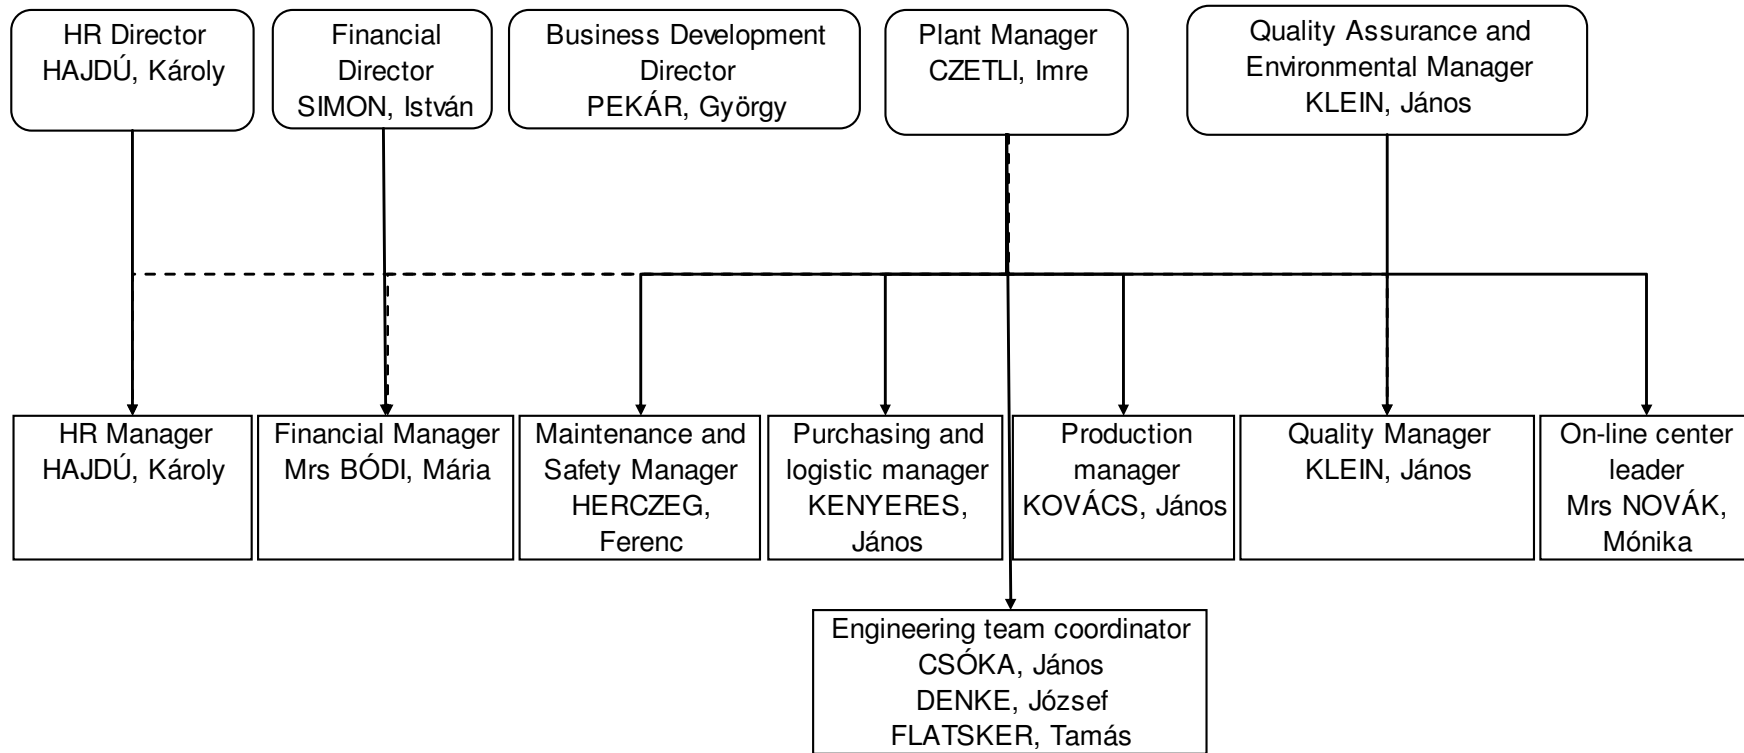 HR Director
HAJDÚ, Károly
Financial
Director
SIMON, István
Business Development
Director
PEKÁR, György
Plant Manager
CZETLI, Imre
Quality Assurance and
Environmental Manager
KLEIN, János
HR Manager
HAJDÚ, Károly
Financial Manager
Mrs BÓDI, Mária
Maintenance and
Safety Manager
HERCZEG,
Ferenc
Purchasing and
logistic manager
KENYERES,
János
Production
manager
KOVÁCS, János
Quality Manager
KLEIN, János
On-line center
leader
Mrs NOVÁK,
Mónika
Engineering team coordinator
CSÓKA, János
DENKE, József
FLATSKER, Tamás